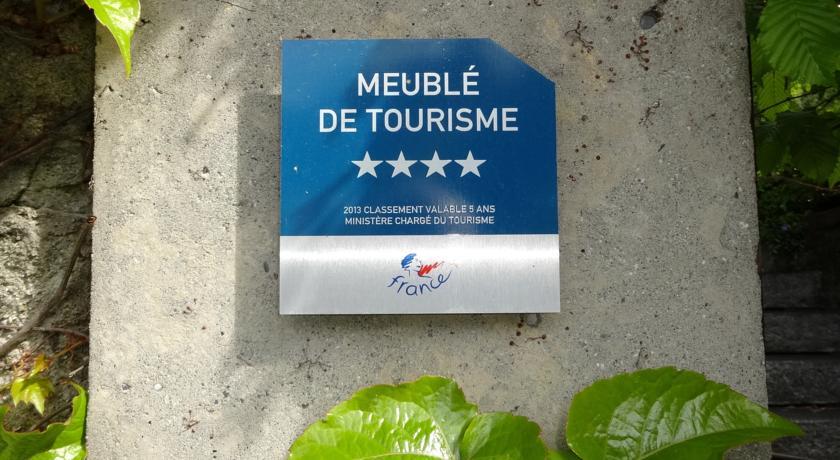 MEUBLÉ
DE TOURISME
2013 CLASSEMENT VALABLE 5 ANS
MINISTÈRE CHARGÉ DU TOURISME
france